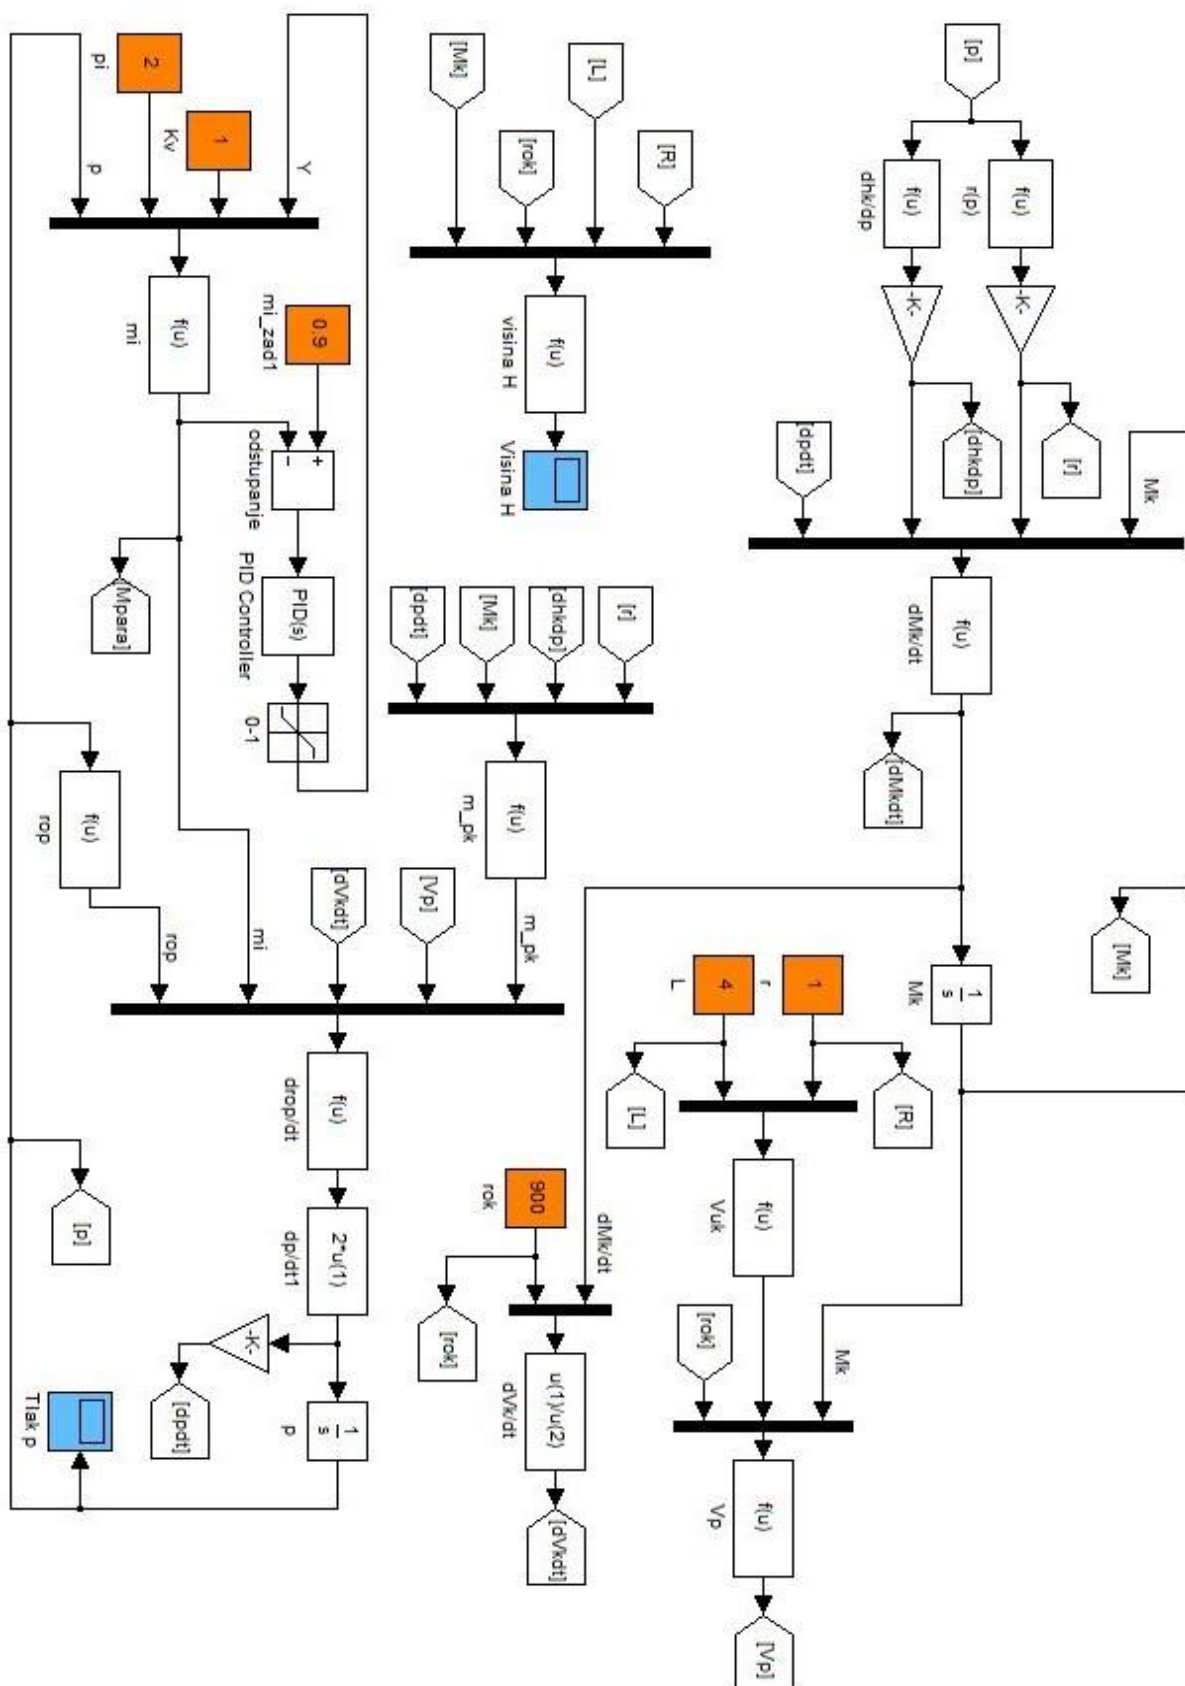 Mk
[Mk]
[r]
f(u)
r(p)
-K-
[p]
[dhkdp]
f(u)
dhk/dp
-K-
f(u)
dMk/dt
1
s
Mk
[dMkdt]
[R]
[dpdt]
1
r
Mk
4
L
f(u)
Vuk
f(u)
Vp
[Vp]
[rok]
[L]
[R]
[L]
[rok]
[Mk]
f(u)
visina H
Visina H
dMk/dt
900
rok
u(1)/u(2)
dVk/dt
[dVkdt]
[rok]
[r]
[dhkdp]
[Mk]
[dpdt]
f(u)
m_pk
m_pk
[Vp]
[dVkdt]
Y
0.9
mi_zad1
+
-
odstupanje
PID(s)
PID Controller
0-1
1
Kv
2
pi
p
f(u)
mi
mi
[Mpara]
f(u)
rop
rop
f(u)
drop/dt
2*u(1)
dp/dt1
1
s
p
-K-
[dpdt]
[p]
Tlak p